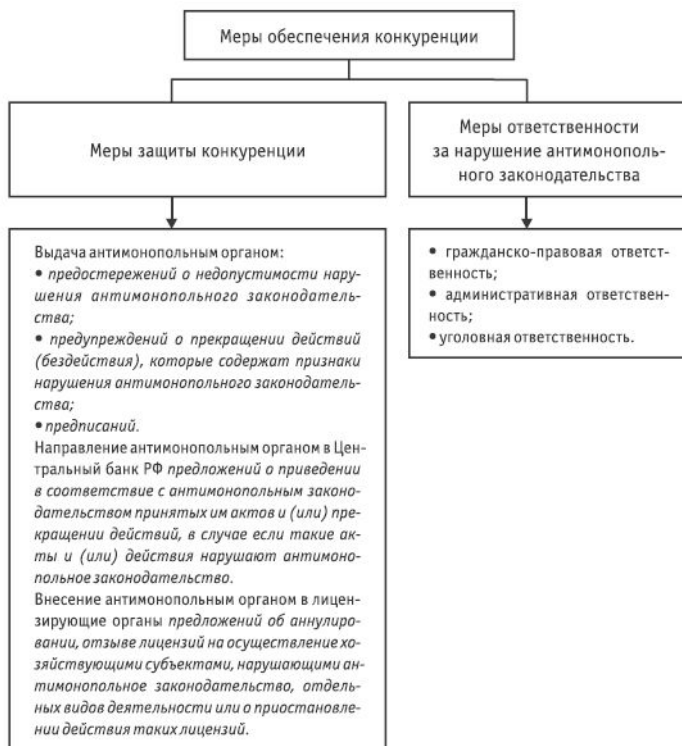 Меры обеспечения конкуренции
Меры защиты конкуренции
Меры ответственности
за нарушение антимонополь-
ного законодательства
Выдача антимонопольным органом:
• предостережений о недопустимости нару-
шения антимонопольного законодательс-
тва;
• предупреждений о прекращении действий
(бездействия), которые содержат признаки
нарушения антимонопольного законодательс-
тва;
• предписаний.
Направление антимонопольным органом в Цен-
тральный банк РФ предложений о приведении
в соответствие с антимонопольным законо-
дательством принятых им актов и (или) пре-
кращении действий, в случае если такие ак-
ты и (или) действия нарушают антимоно-
польное законодательство.
Внесение антимонопольным органом в лицен-
зирующие органы предложений об аннулиро-
вании, отзыве лицензий на осуществление хо-
зяйствующими субъектами, нарушающими ан-
тимонопольное законодательство, отдель-
ных видов деятельности или о приостановле-
нии действия таких лицензий.
• гражданско-правовая ответст-
венность;
• административная ответствен-
ность;
• уголовная ответственность.